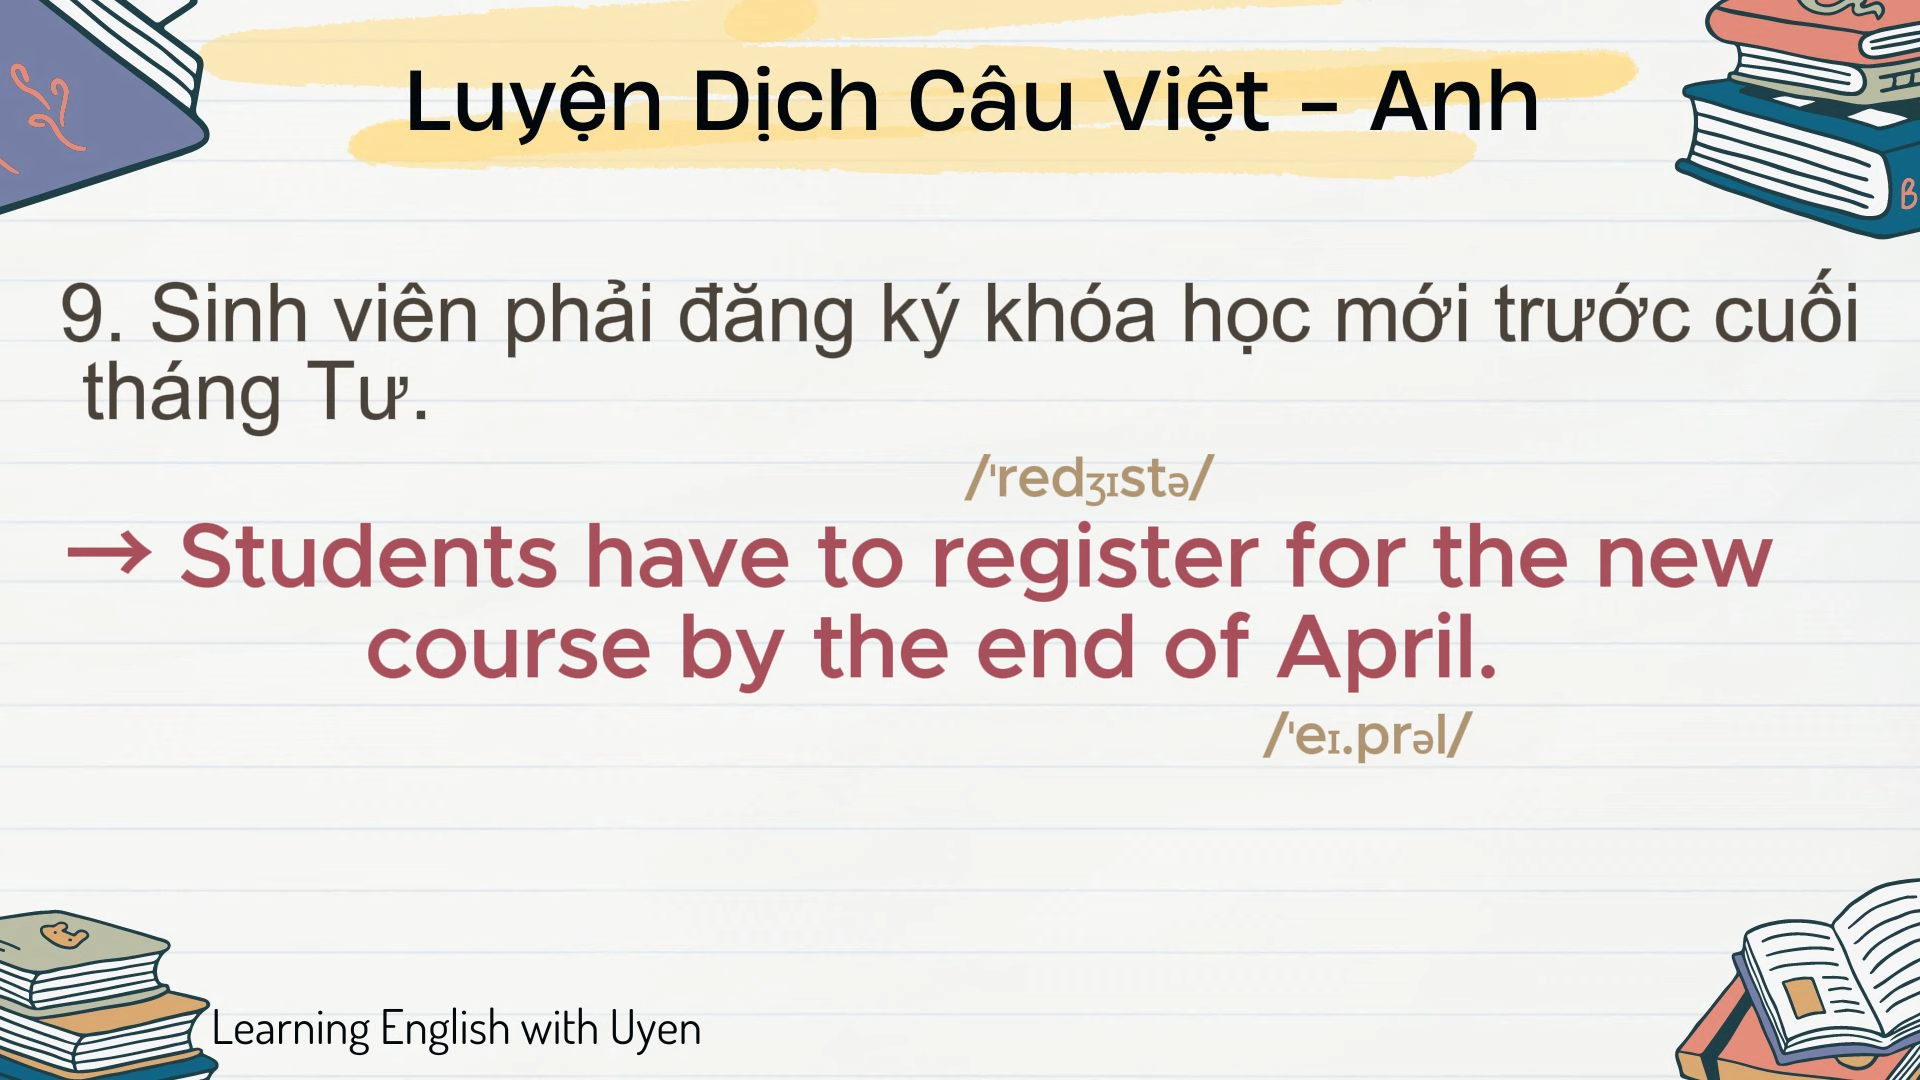 Luyện Dịch Câu Việt - Anh
9. Sinh viên phải đăng ký khóa học mới trước cuối
tháng Tư.
/ˈredʒɪstə/
→ Students have to register for the new
course by the end of April.
/ˈeɪ.prəl/
Learning English with Uyen
B